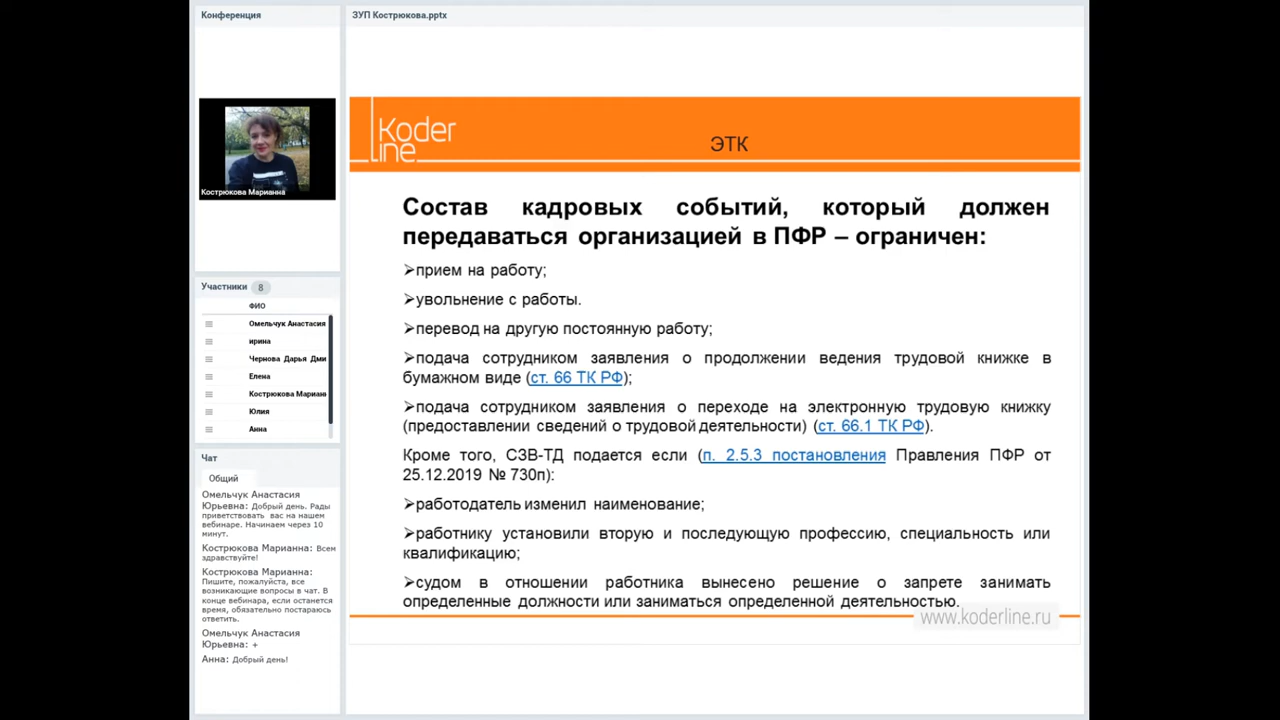 Конференция
ЗУП Кострюкова.pptx
Кострюкова Марианна
Участники 8
ФИО
Омельчук Анастасия
ирина
Чернова Дарья Дми
Елена
Кострюкова Мариан
Юлия
Анна
Чат
Общий
Омельчук Анастасия
Юрьевна: Добрый день. Рады
приветствовать вас на нашем
вебинаре. Начинаем через 10
минут.
Кострюкова Марианна: Всем
здравствуйте!
Кострюкова Марианна:
Пишите, пожалуйста, все
возникающие вопросы в чат. В
конце вебинара, если останется
время, обязательно постараюсь
ответить.
Омельчук Анастасия
Юрьевна: +
Анна: Добрый день!
Koder
line
ЭТК
Состав кадровых событий, который должен
передаваться организацией в ПФР – ограничен:
➢прием на работу;
➢увольнение с работы.
➢перевод на другую постоянную работу;
➢подача сотрудником заявления о продолжении ведения трудовой книжке в
бумажном виде (ст. 66 ТК РФ);
➢подача сотрудником заявления о переходе на электронную трудовую книжку
(предоставлении сведений о трудовой деятельности) (ст. 66.1 ТК РФ).
Кроме того, СЗВ-ТД подается если (п. 2.5.3 постановления Правления ПФР от
25.12.2019 № 730п):
➢работодатель изменил наименование;
➢работнику установили вторую и последующую профессию, специальность или
квалификацию;
➢судом в отношении работника вынесено решение о запрете занимать
определенные должности или заниматься определенной деятельностью.
www.koderline.ru